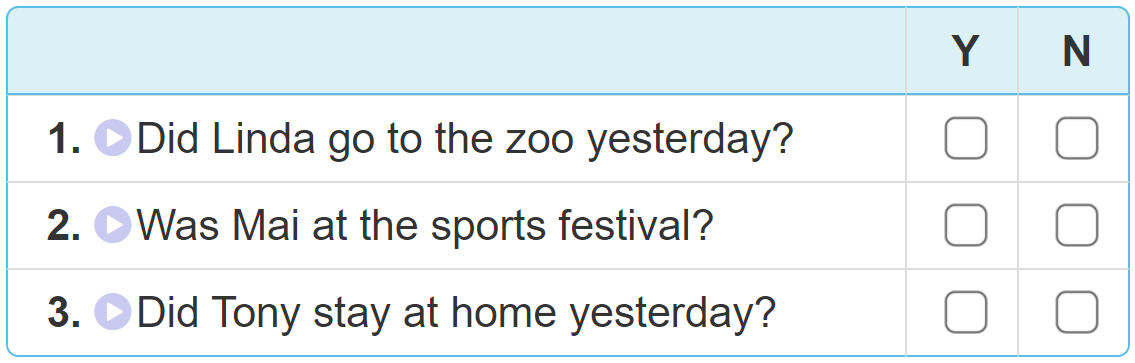 Y N
1. Did Linda go to the zoo yesterday?
2. Was Mai at the sports festival?
3. Did Tony stay at home yesterday?